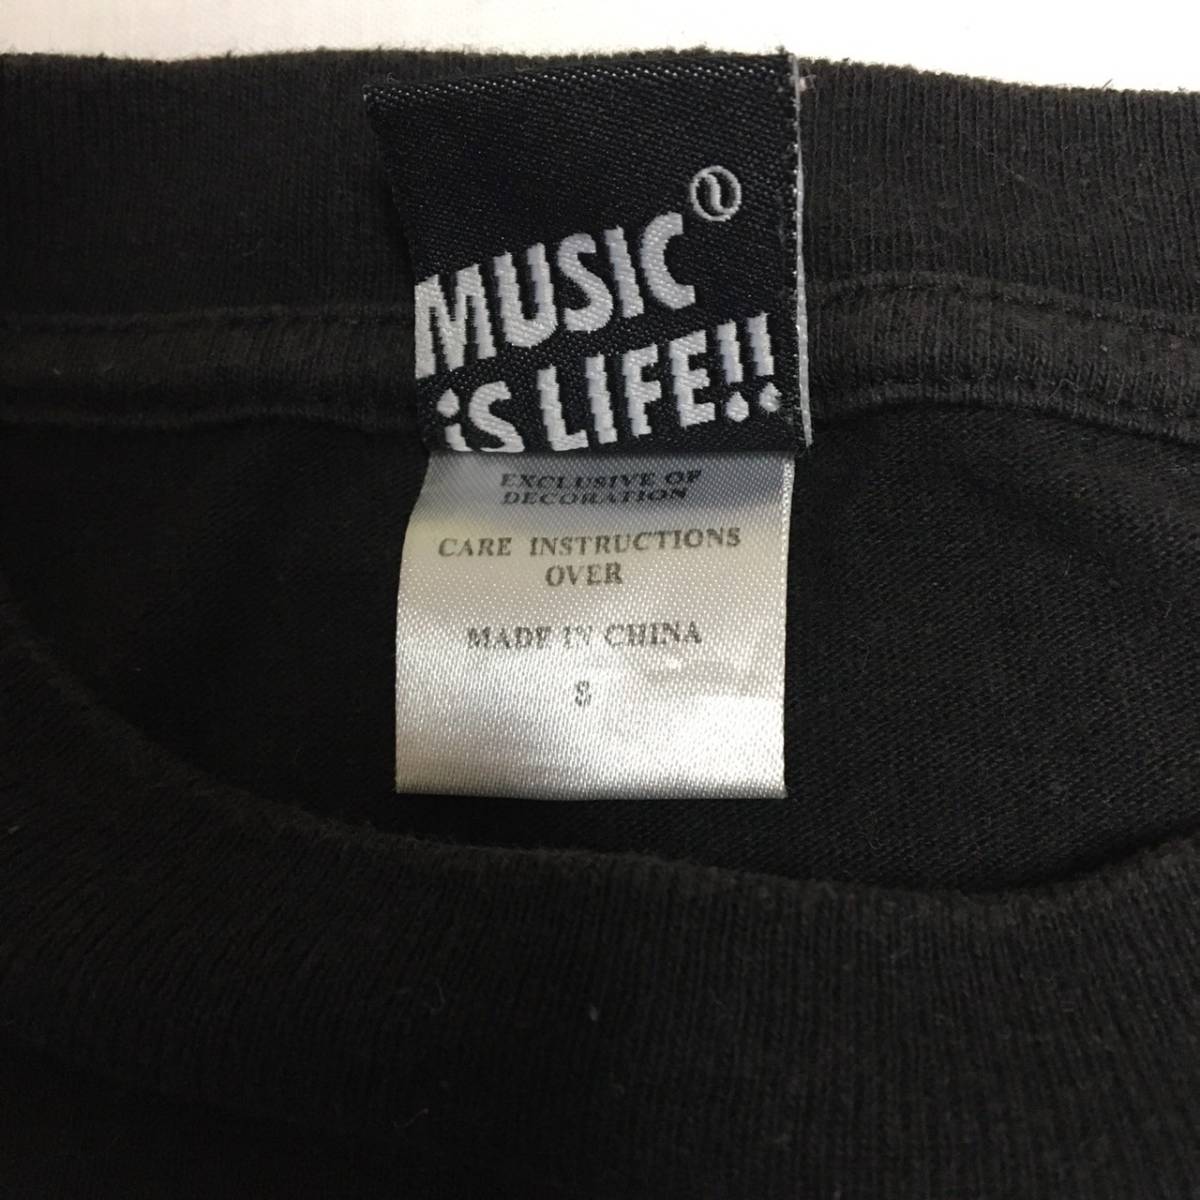 MUSIC
iS LIFE!!
EXCLUSIVE OF
DECORATION
CARE INSTRUCTIONS
OVER
MADE IN CHINA
S